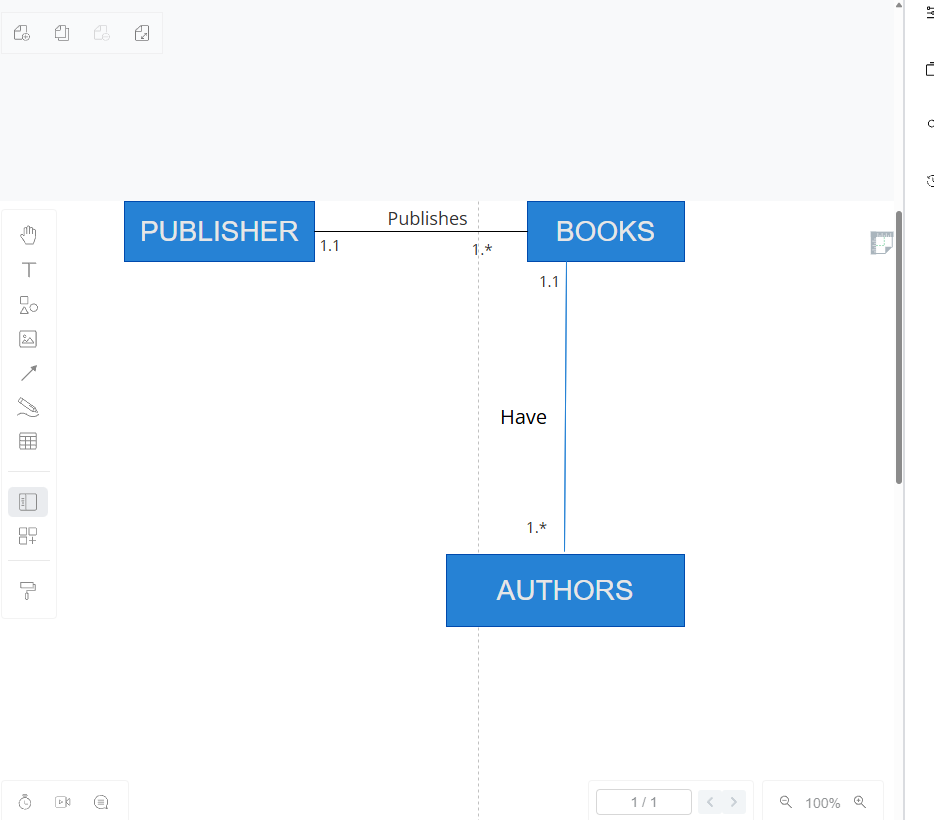 Publishes
PUBLISHER
BOOKS
1.1
1.*
1.1
Have
1.*
AUTHORS
1 / 1
100%